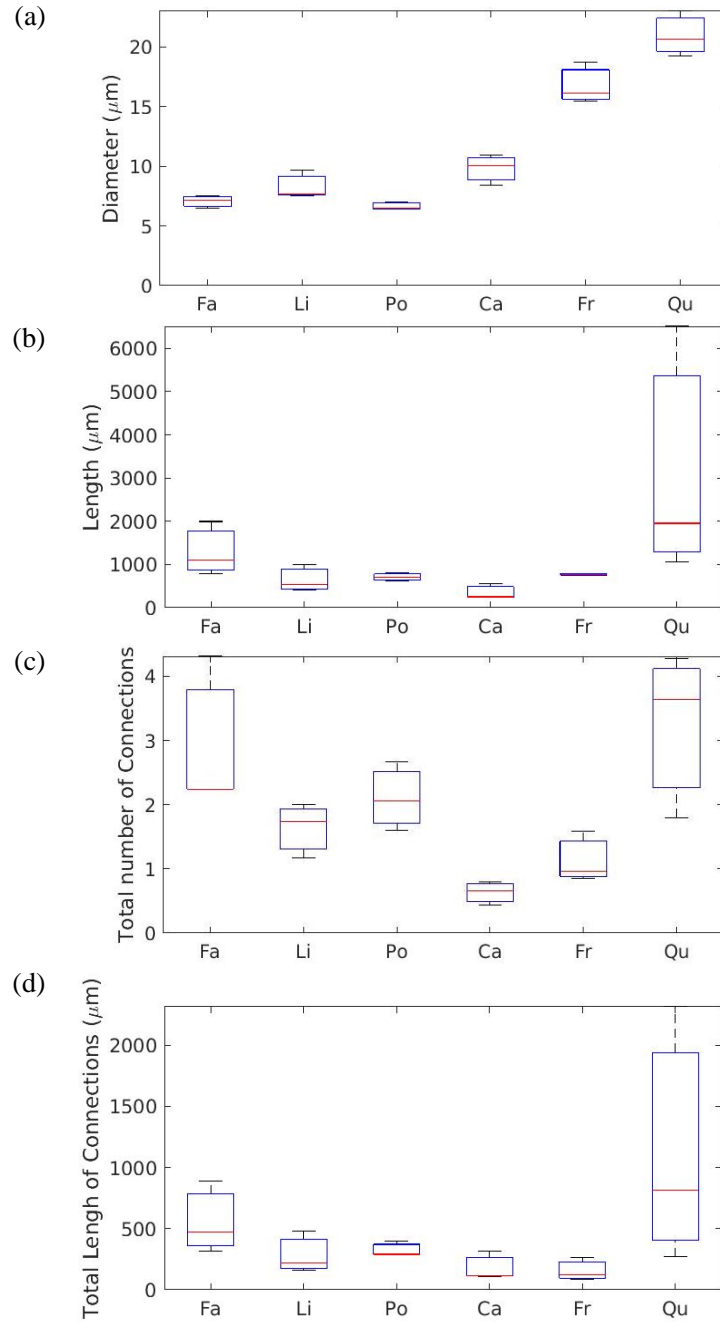 (a)
Diameter (μm)
20
15
10
5
0
Fa Li Po Ca Fr Qu
(b)
Length (μm)
6000
5000
4000
3000
2000
1000
0
Fa Li Po Ca Fr Qu
(c)
Total number of Connections
4
3
2
1
0
Fa Li Po Ca Fr Qu
(d)
Total Lengh of Connections (μm)
2000
1500
1000
500
0
Fa Li Po Ca Fr Qu